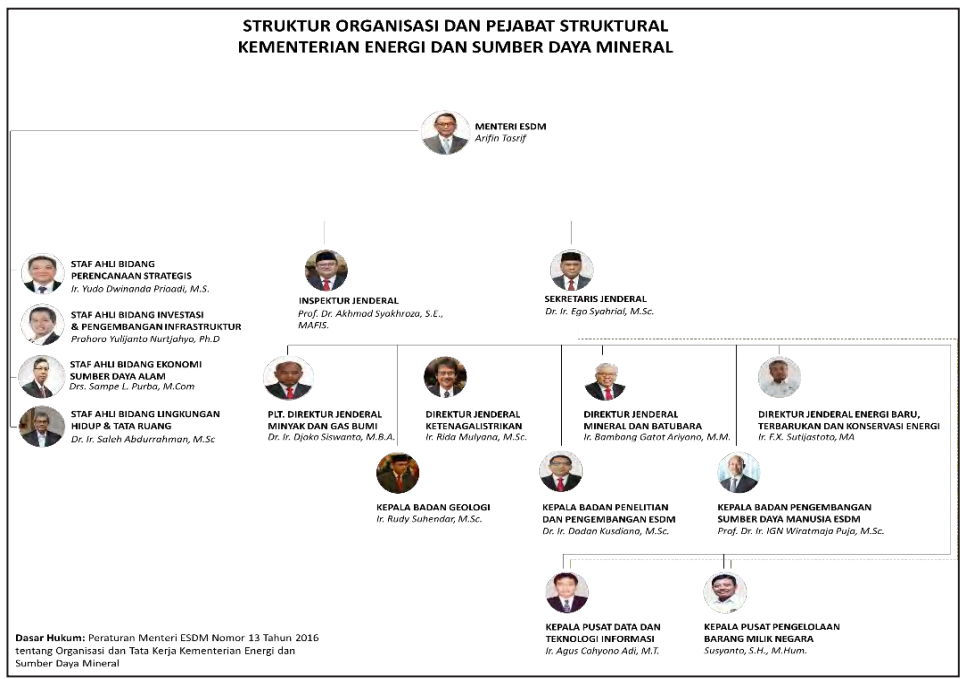 STRUKTUR ORGANISASI DAN PEJABAT STRUKTURAL
KEMENTERIAN ENERGI DAN SUMBER DAYA MINERAL
MENTERI ESDM
Arifin Tasrif
STAF AHLI BIDANG
PERENCANAAN STRATEGIS
Ir. Yudo Dwinanda Priaadi, M.S.
STAF AHLI BIDANG INVESTASI
& PENGEMBANGAN INFRASTRUKTUR
Prahoro Yulijanto Nurtjahyo, Ph.D
STAF AHLI BIDANG EKONOMI
SUMBER DAYA ALAM
Drs. Sampe L. Purba, M.Com
STAF AHLI BIDANG LINGKUNGAN
HIDUP & TATA RUANG
Dr. Ir. Saleh Abdurrahman, M.Sc
INSPEKTUR JENDERAL
Prof. Dr. Akhmad Syakhroza, S.E.,
MAFIS.
SEKRETARIS JENDERAL
Dr. Ir. Ego Syahrial, M.Sc.
PLT. DIREKTUR JENDERAL
MINYAK DAN GAS BUMI
Dr. Ir. Djoko Siswanto, M.B.A.
DIREKTUR JENDERAL
KETENAGALISTRIKAN
Ir. Rida Mulyana, M.Sc.
DIREKTUR JENDERAL
MINERAL DAN BATUBARA
Ir. Bambang Gatot Ariyono, M.M.
DIREKTUR JENDERAL ENERGI BARU,
TERBARUKAN DAN KONSERVASI ENERGI
Ir. F.X. Sutijastoto, MA
KEPALA BADAN GEOLOGI
Ir. Rudy Suhendar, M.Sc.
KEPALA BADAN PENELITIAN
DAN PENGEMBANGAN ESDM
Dr. Ir. Dadan Kusdiana, M.Sc.
KEPALA BADAN PENGEMBANGAN
SUMBER DAYA MANUSIA ESDM
Prof. Dr. Ir. IGN Wiratmaja Puja, M.Sc.
KEPALA PUSAT DATA DAN
TEKNOLOGI INFORMASI
Ir. Agus Cahyono Adi, M.T.
KEPALA PUSAT PENGELOLAAN
BARANG MILIK NEGARA
Susyanto, S.H., M.Hum.
Dasar Hukum: Peraturan Menteri ESDM Nomor 13 Tahun 2016
tentang Organisasi dan Tata Kerja Kementerian Energi dan
Sumber Daya Mineral